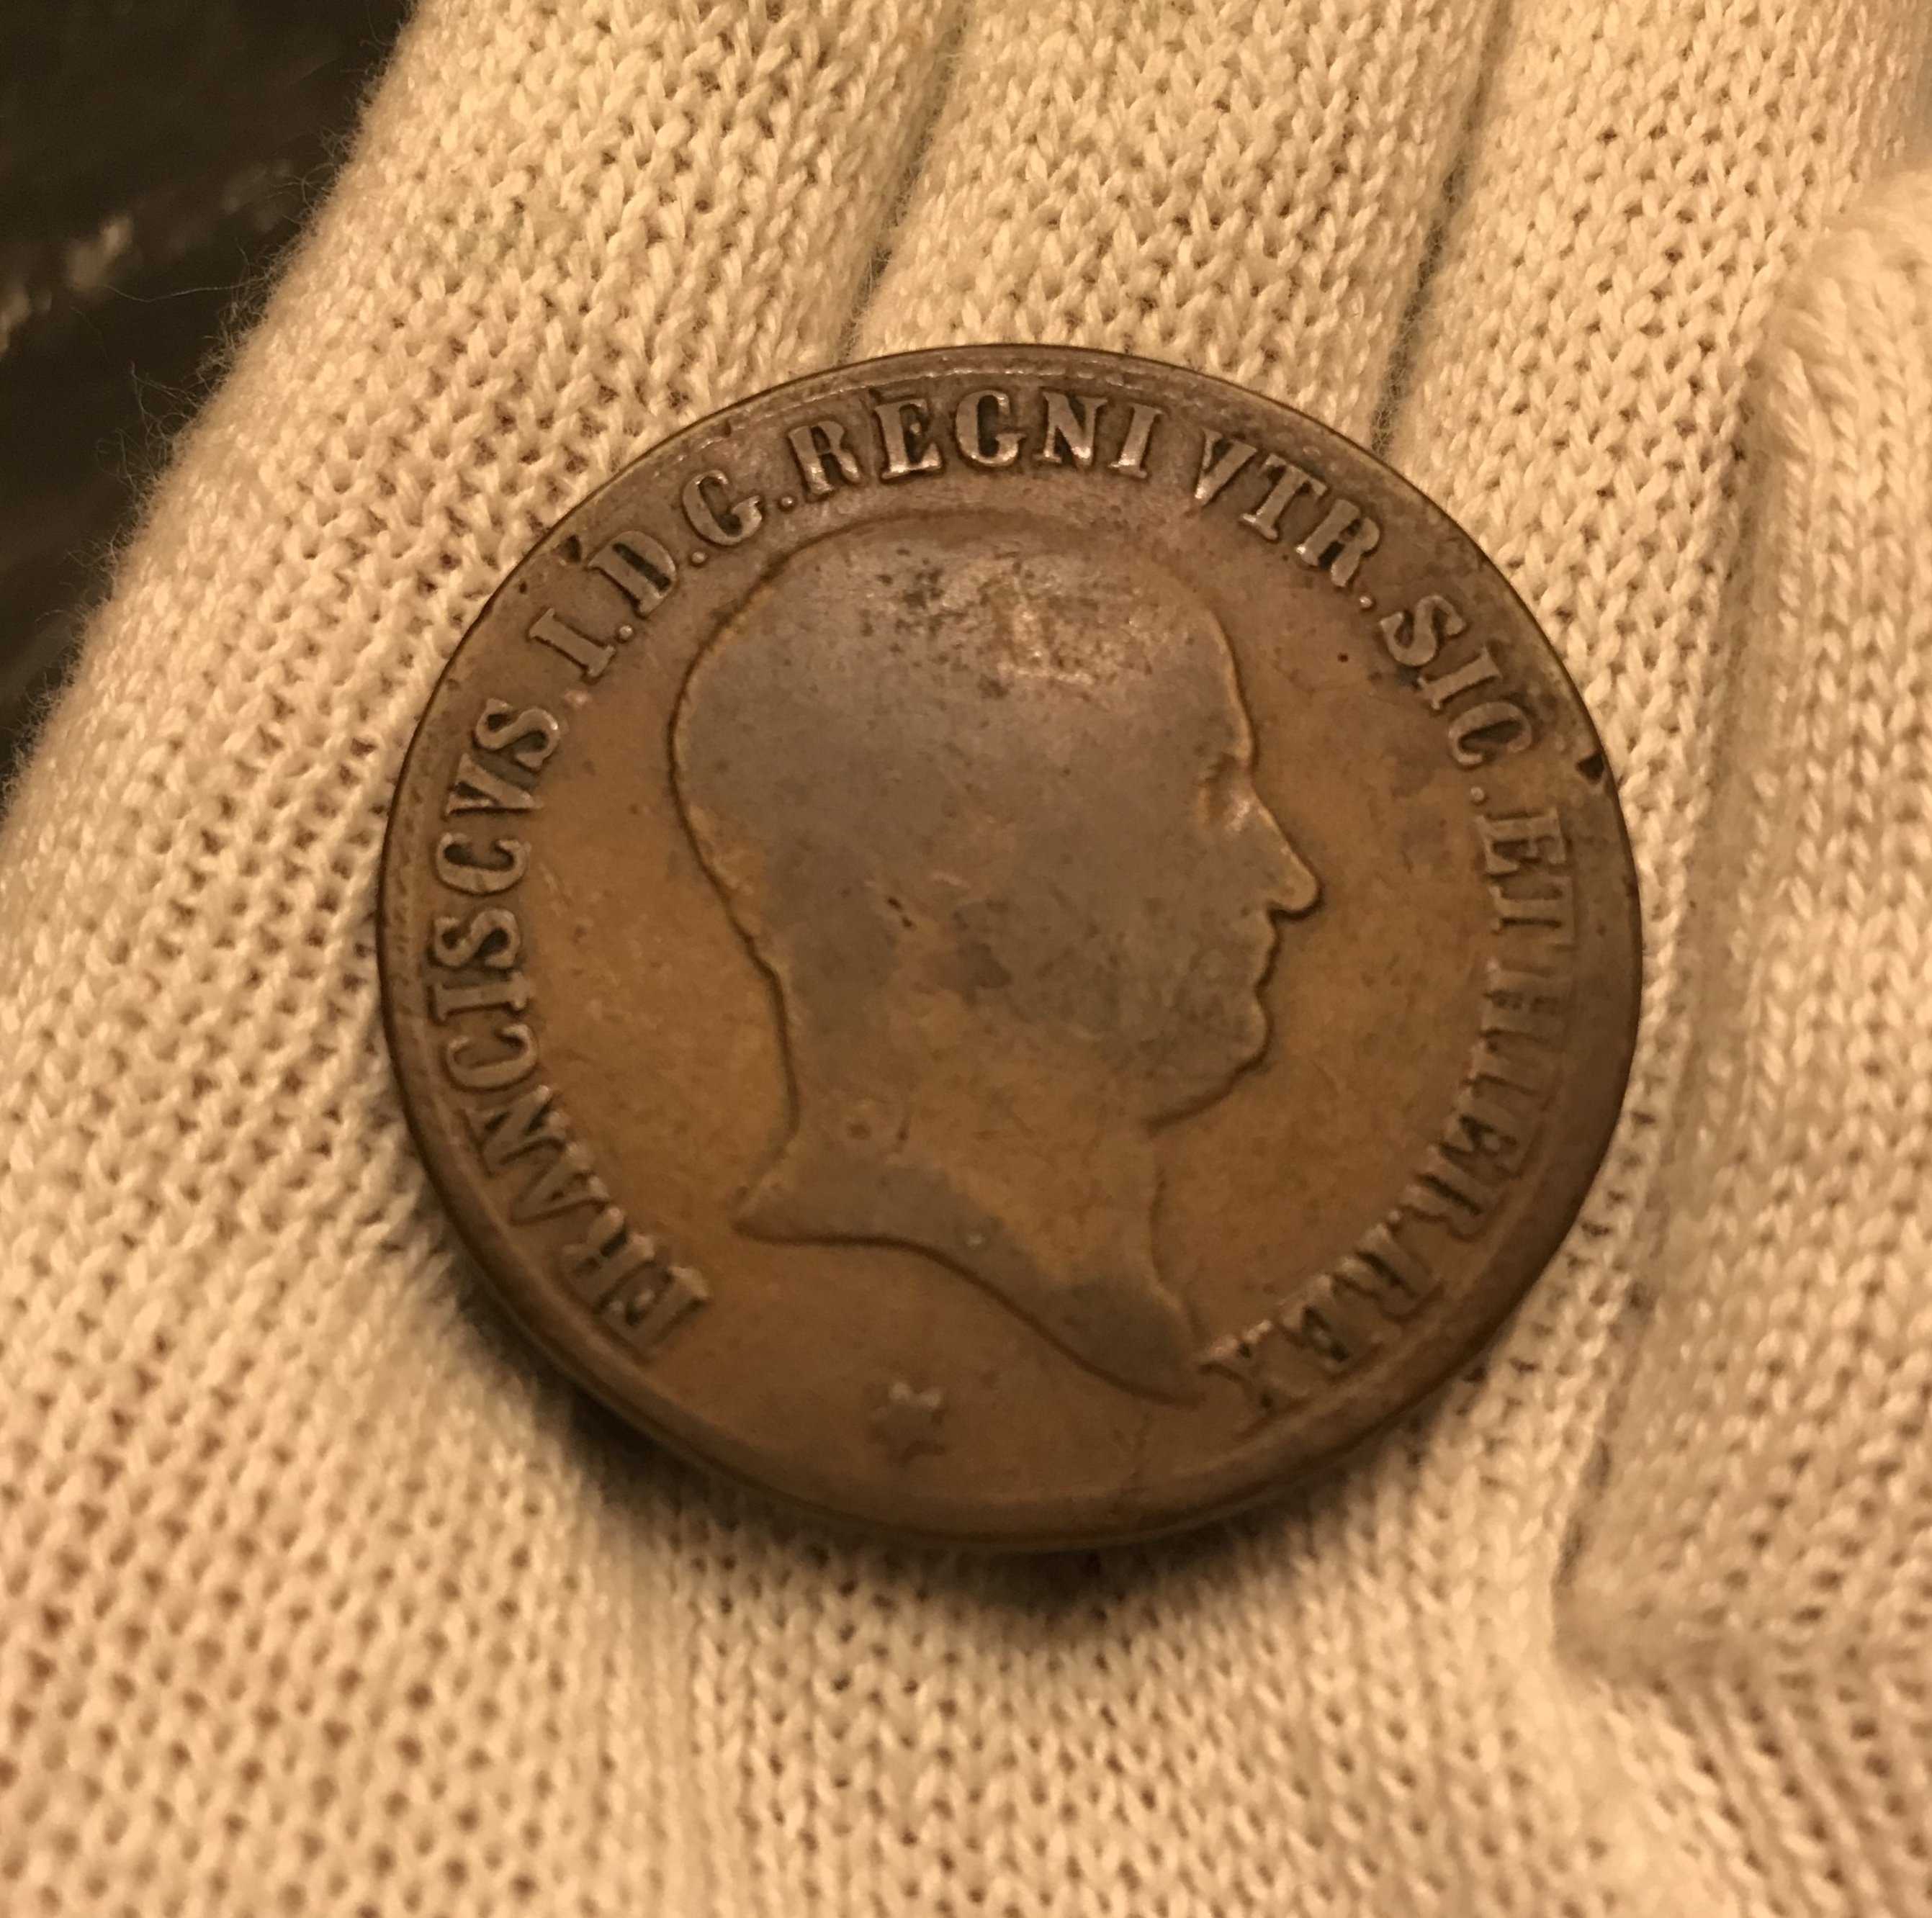 FRANCISCVS . I . D . G . REGNI VTR . SIC . ET HIER . REX